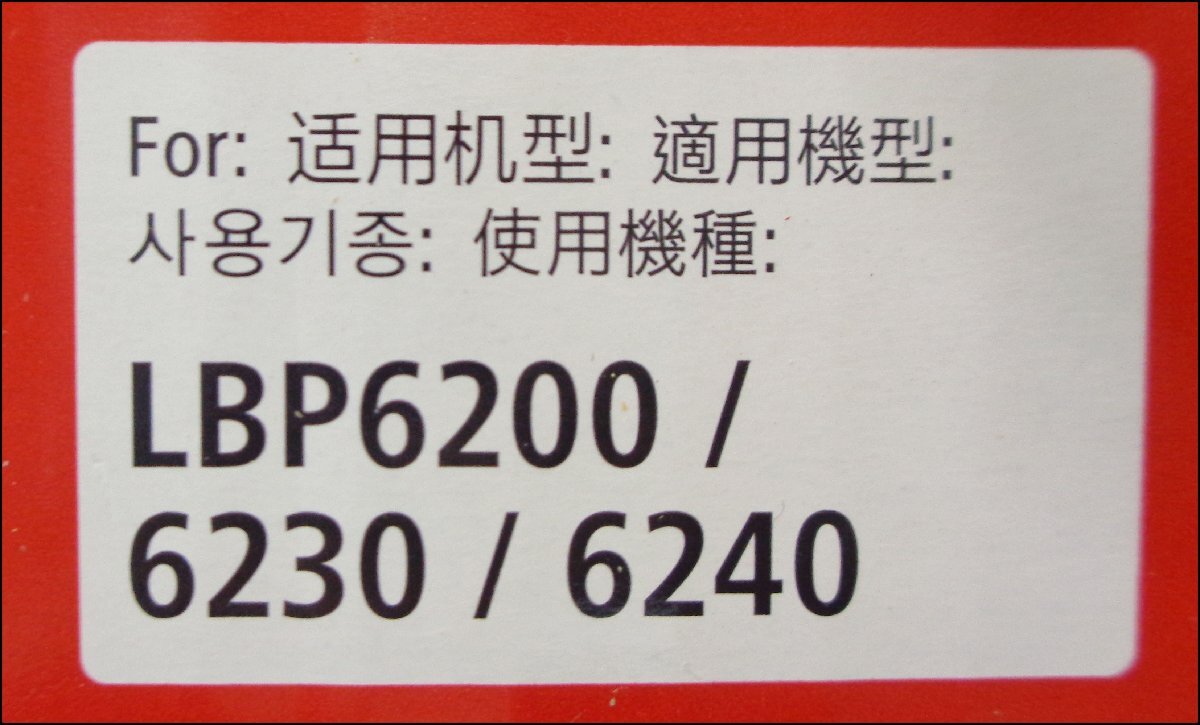 For: 适用机型: 適用機型:
사용기종: 使用機種:
LBP6200 /
6230 / 6240